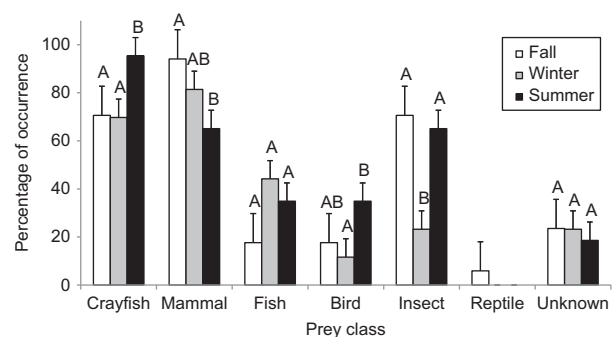 Percentage of occurrence
100
80
60
40
20
0
A A B
A AB B
A A A
AB A B
A B A
A A A
Fall
Winter
Summer
Crayfish Mammal Fish Bird Insect Reptile Unknown
Prey class